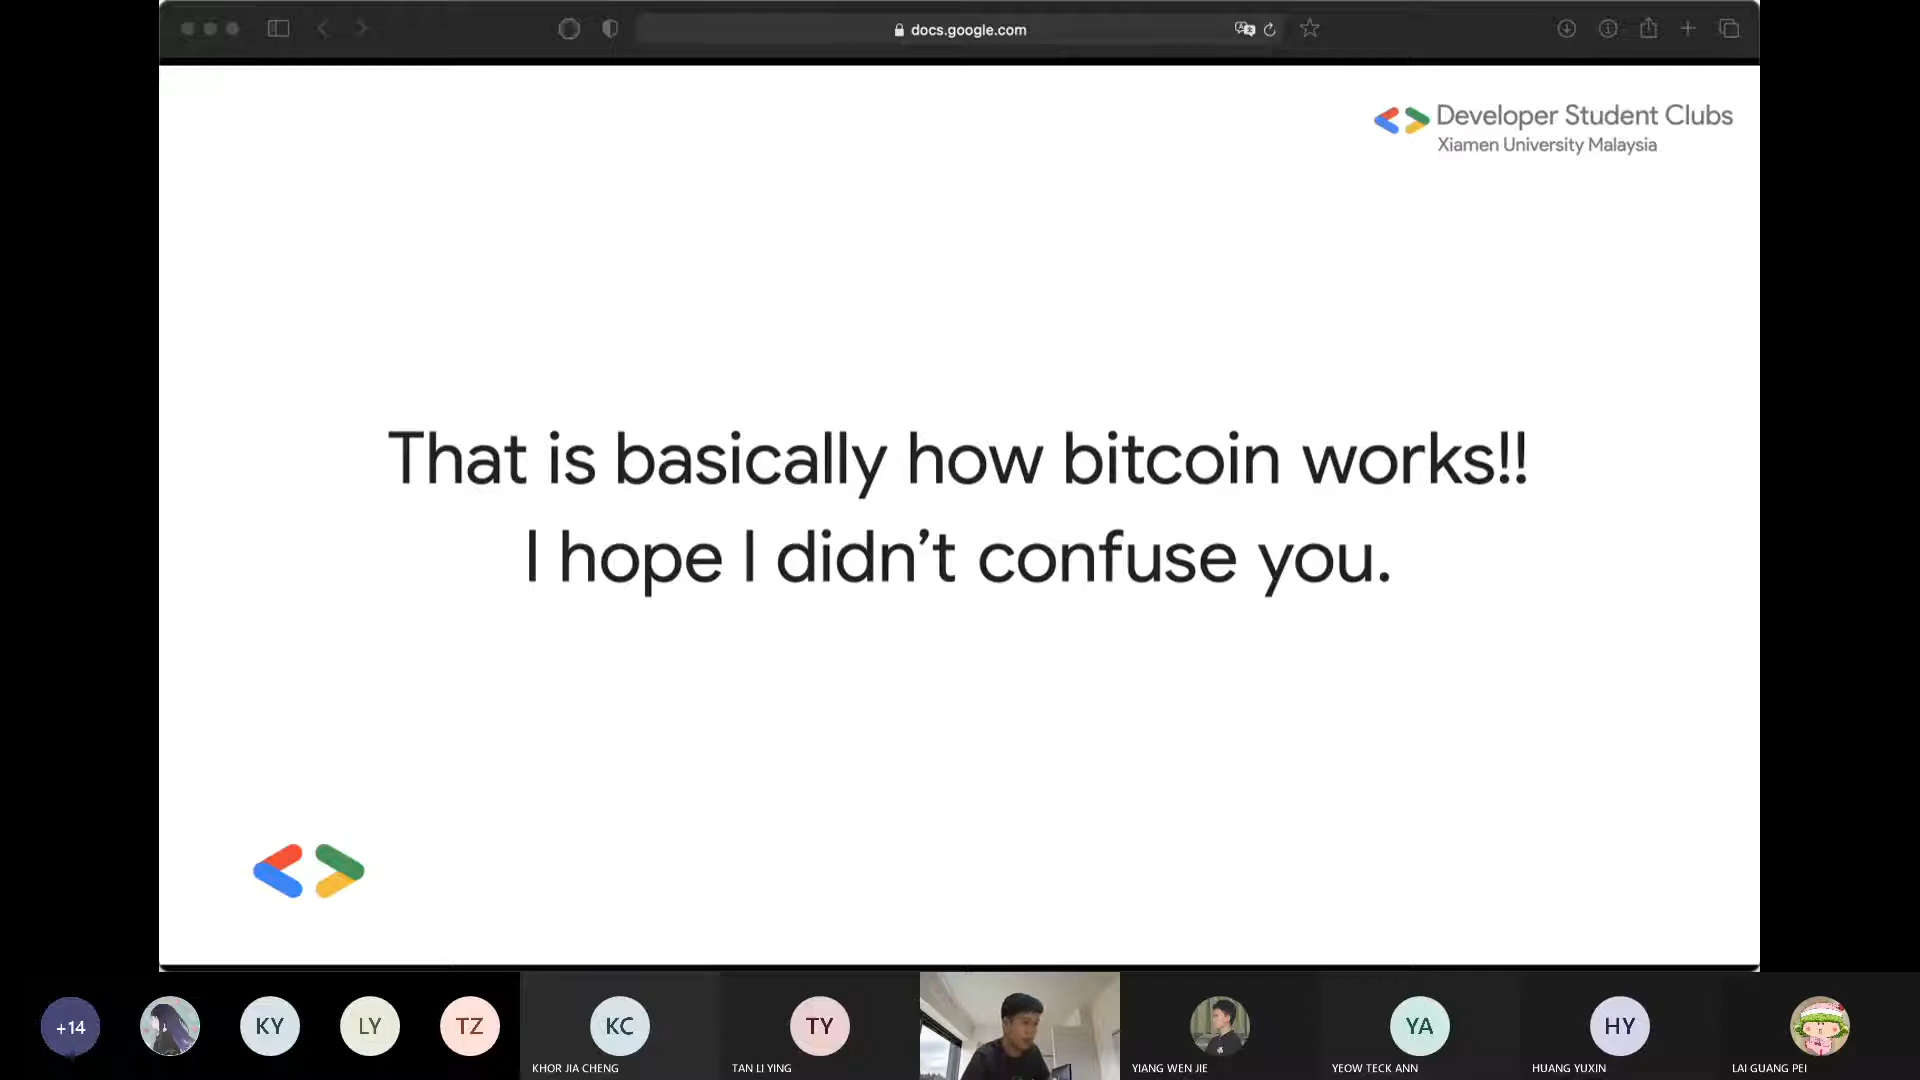 docs.google.com
Developer Student Clubs
Xiamen University Malaysia
That is basically how bitcoin works!!
I hope I didn’t confuse you.
+14
KY
LY
TZ
KC
TY
YA
HY
KHOR JIA CHENG
TAN LI YING
YIANG WEN JIE
YEOW TECK ANN
HUANG YUXIN
LAI GUANG PEI